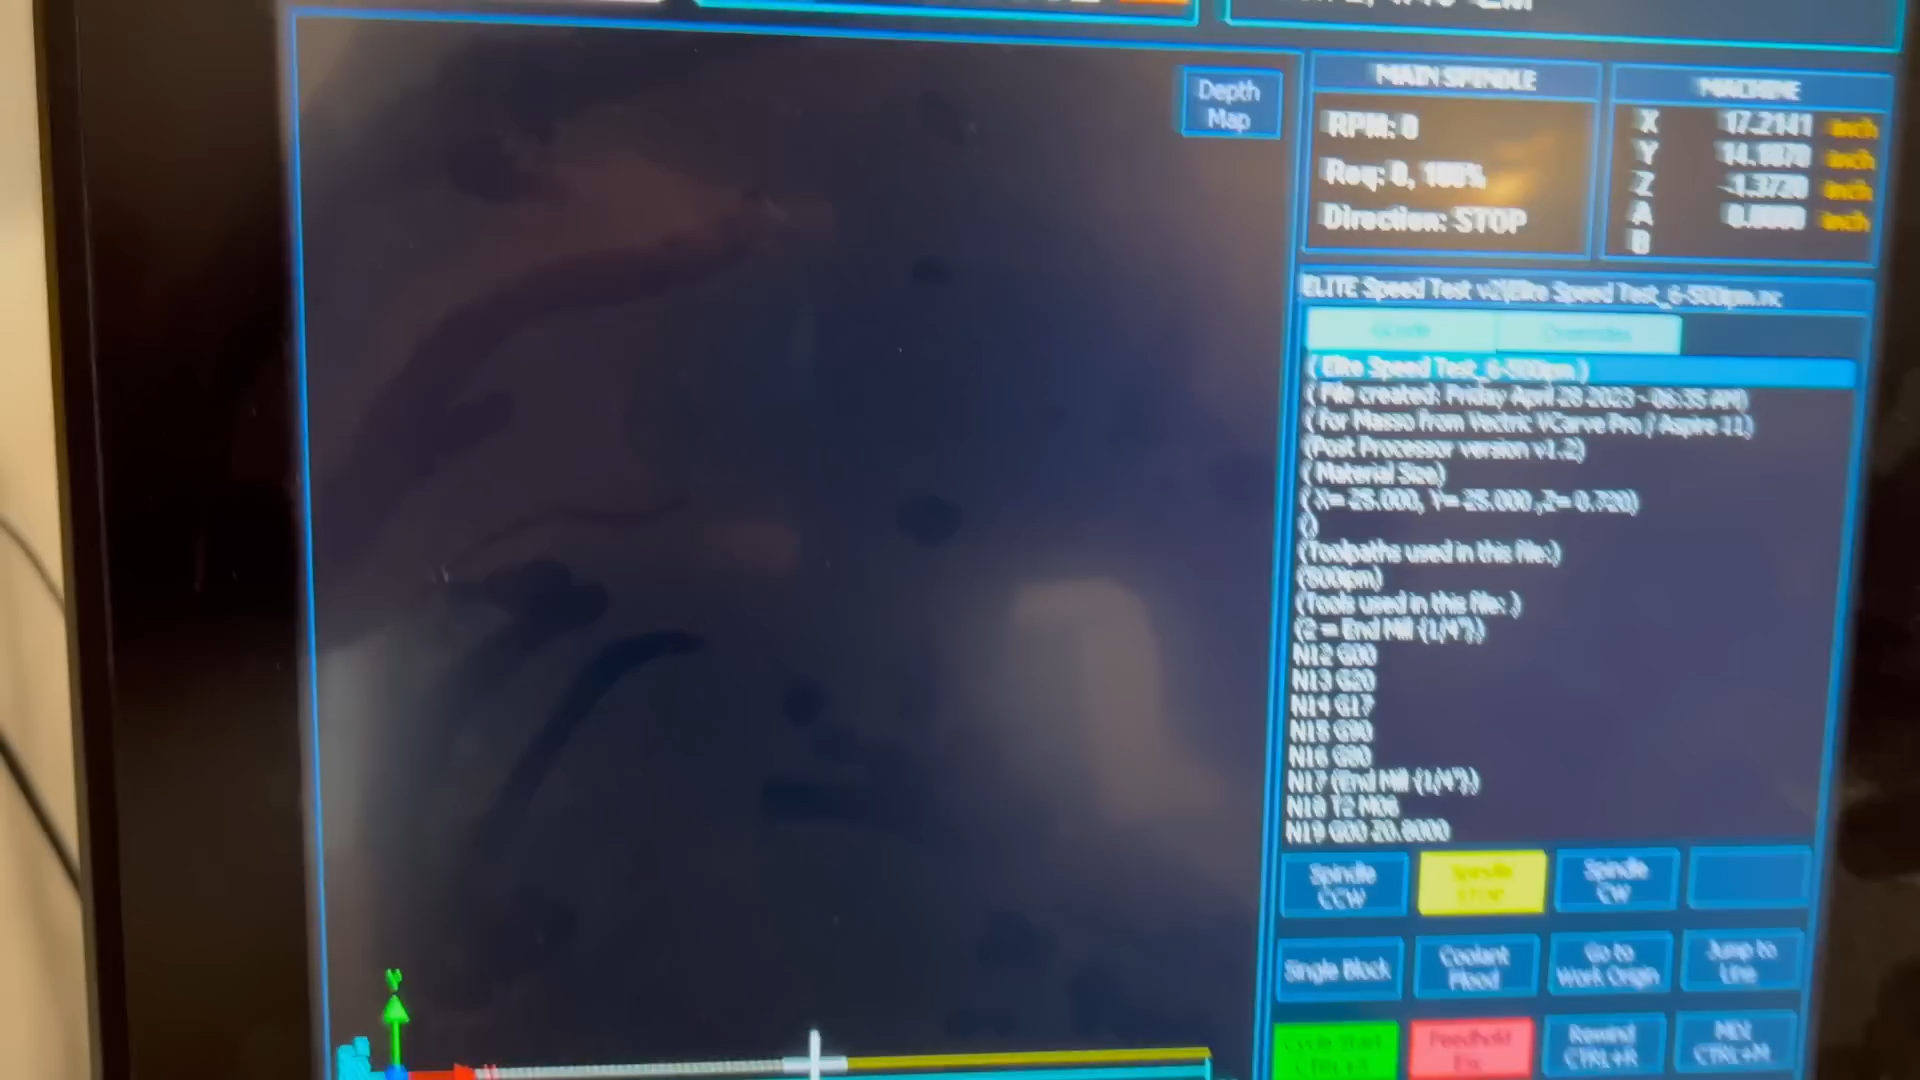 Depth
Map
MAIN SPINDLE
RPM: 0
Req: 0, 100%
Direction: STOP
MACHINE
X 17.2141 inch
Y inch
Z -1.3720 inch
A 0.0000 inch
B
ELITE Speed Test v2\Elite Speed Test_6-500ipm.nc
( Elite Speed Test_6-500ipm )
( File created: Friday April 28 2023 - 06:35 AM)
( for Masso from Vectric VCarve Pro / Aspire 11)
(Post Processor version v1.2)
( Material Size)
( X= 25.000, Y= 25.000 ,Z= 0.720)
()
(Toolpaths used in this file:)
(500ipm)
(Tools used in this file: )
(2 = End Mill {1/4"})
N12 G00
N13 G20
N14 G17
N15 G90
N16 G80
N17 (End Mill {1/4"})
N18 T2 M06
N19 G00 Z0.8000
Spindle
CCW
Spindle
STOP
Spindle
CW
Single Block
Coolant
Flood
Go to
Work Origin
Jump to
Line
Cycle Start
Feedhold
Rewind
CTRL+R
MDI
CTRL+M
Y